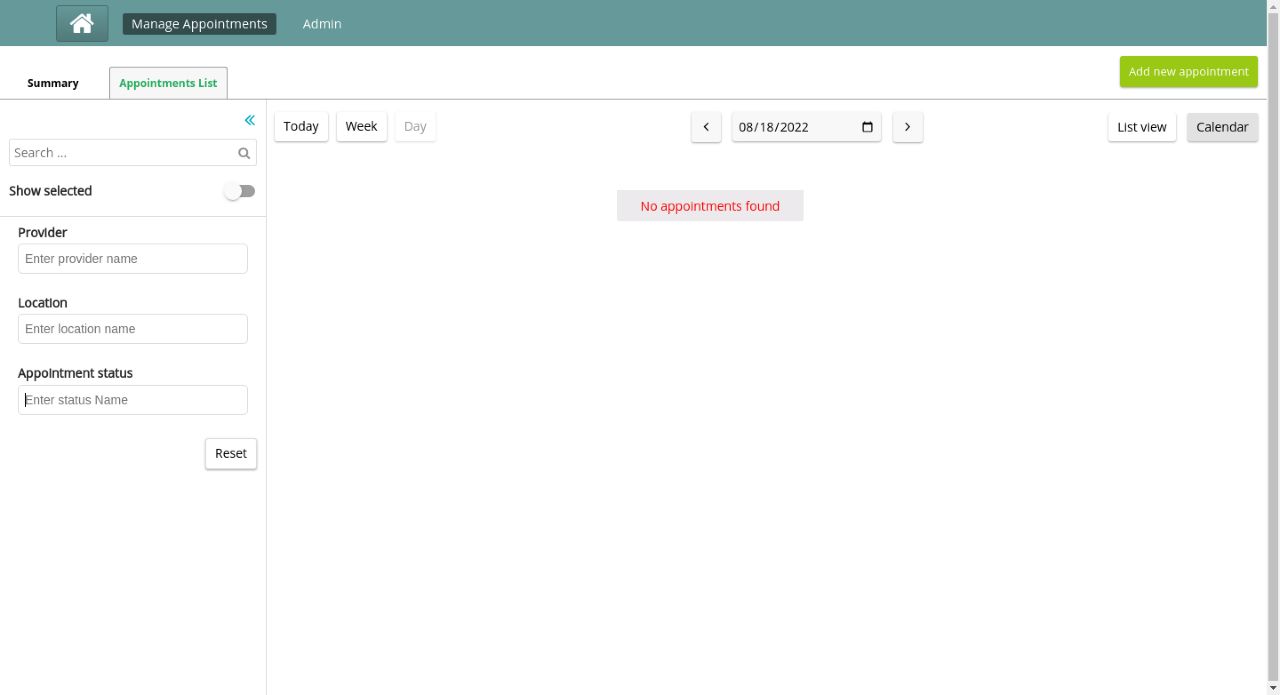 Manage Appointments Admin
Summary Appointments List Add new appointment
Today Week Day 08/18/2022 List view Calendar
Search ...
Show selected
No appointments found
Provider
Enter provider name
Location
Enter location name
Appointment status
Enter status Name
Reset